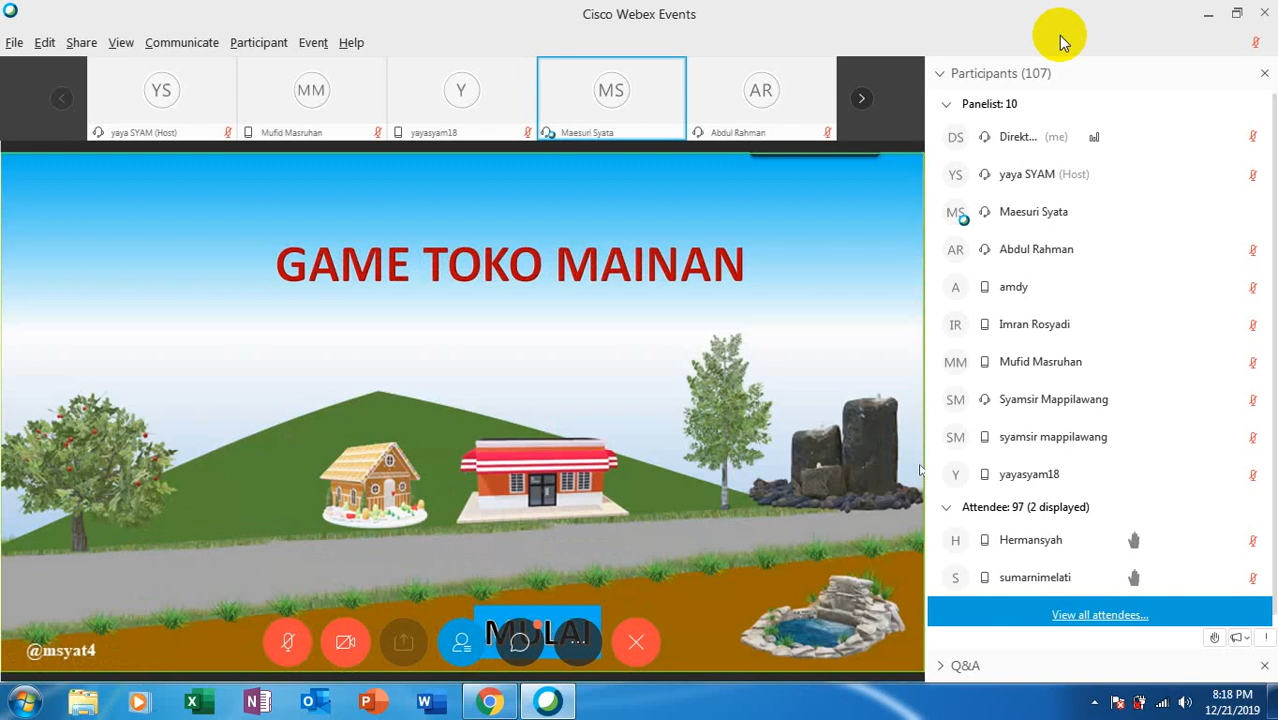 Cisco Webex Events
File Edit Share View Communicate Participant Event Help
YS MM Y MS AR
yaya SYAM (Host) Mufid Masruhan yayasyam18 Maesuri Syata Abdul Rahman
GAME TOKO MAINAN
MULAI
@msyat4
Participants (107)
Panelist: 10
DS Direkt... (me)
YS yaya SYAM (Host)
MS Maesuri Syata
AR Abdul Rahman
A amdy
IR Imran Rosyadi
MM Mufid Masruhan
SM Syamsir Mappilawang
SM syamsir mappilawang
Y yayasyam18
Attendee: 97 (2 displayed)
H Hermansyah
S sumarnimelati
View all attendees...
Q&A
8:18 PM
12/21/2019